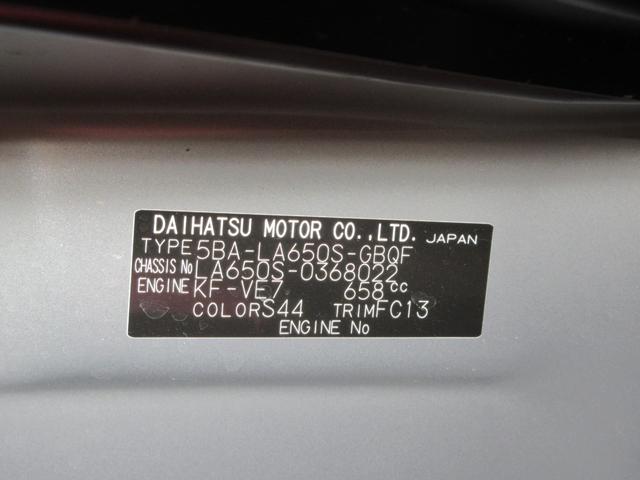 DAIHATSU MOTOR CO.,LTD. JAPAN
TYPE 5BA-LA650S-GBQF
CHASSIS No LA650S-0368022
ENGINE KF-VE7 658cc
COLOR S44 TRIM FC13
ENGINE No